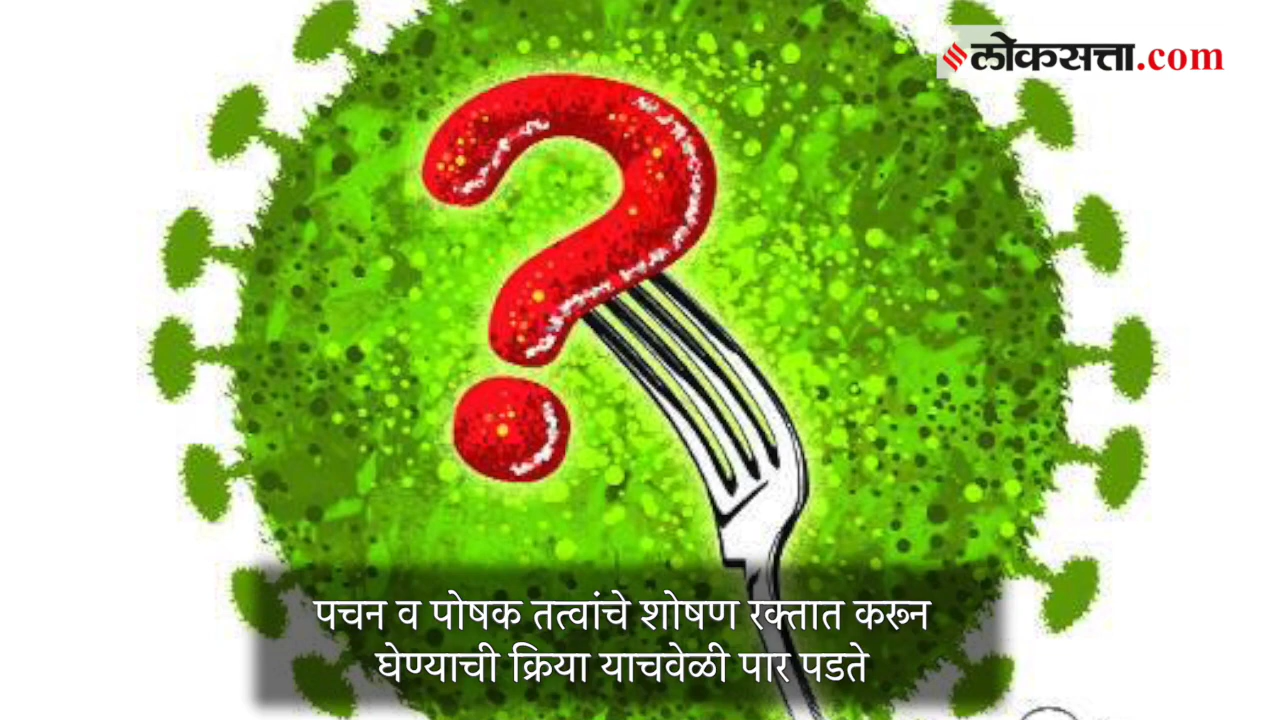 लोकसत्ता.com
पचन व पोषक तत्वांचे शोषण रक्तात करून
घेण्याची क्रिया याचवेळी पार पडते